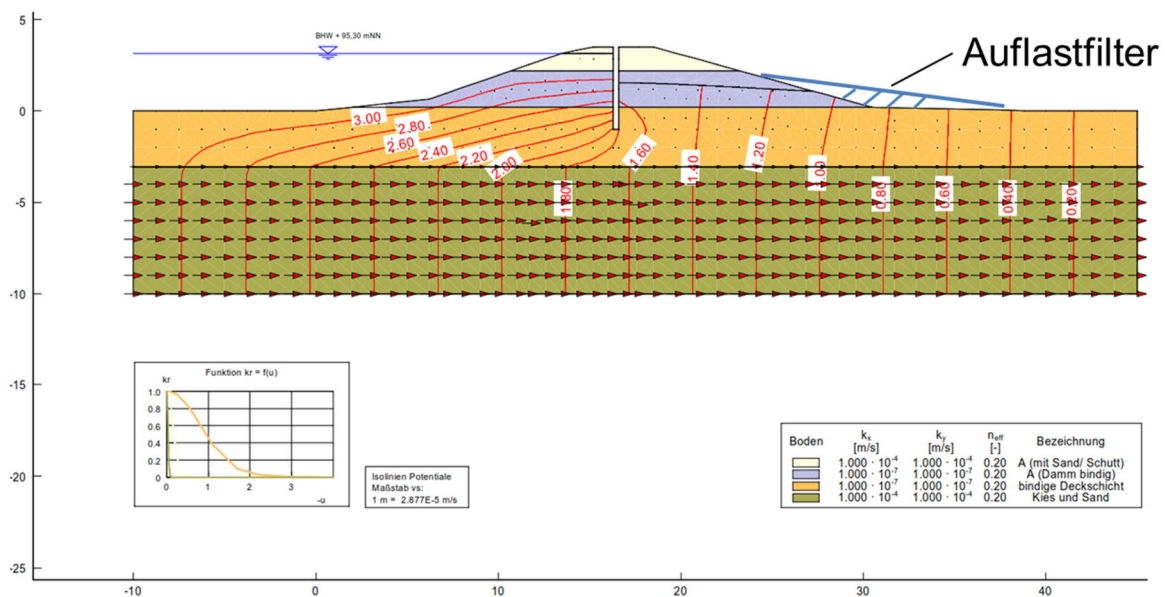 5
BHW + 95,30 mNN
Auflastfilter
0
3.00
2.80
2.60
2.40
2.20
2.00
1.80
1.60
1.40
1.20
1.00
0.80
0.60
0.40
0.20
-5
-10
Funktion kr = f(u)
kr
1.0
0.8
0.6
0.4
0.2
0
0 1 2 3 -u
Isolinien Potentiale
Maßstab vs:
1 m = 2.877E-5 m/s
Boden kx ky neff Bezeichnung
[m/s] [m/s] [-]
1.000 · 10-4 1.000 · 10-4 0.20 A (mit Sand/ Schutt)
1.000 · 10-7 1.000 · 10-7 0.20 A (Damm bindig)
1.000 · 10-7 1.000 · 10-7 0.20 bindige Deckschicht
1.000 · 10-4 1.000 · 10-4 0.20 Kies und Sand
-15
-20
-25
-10 0 10 20 30 40